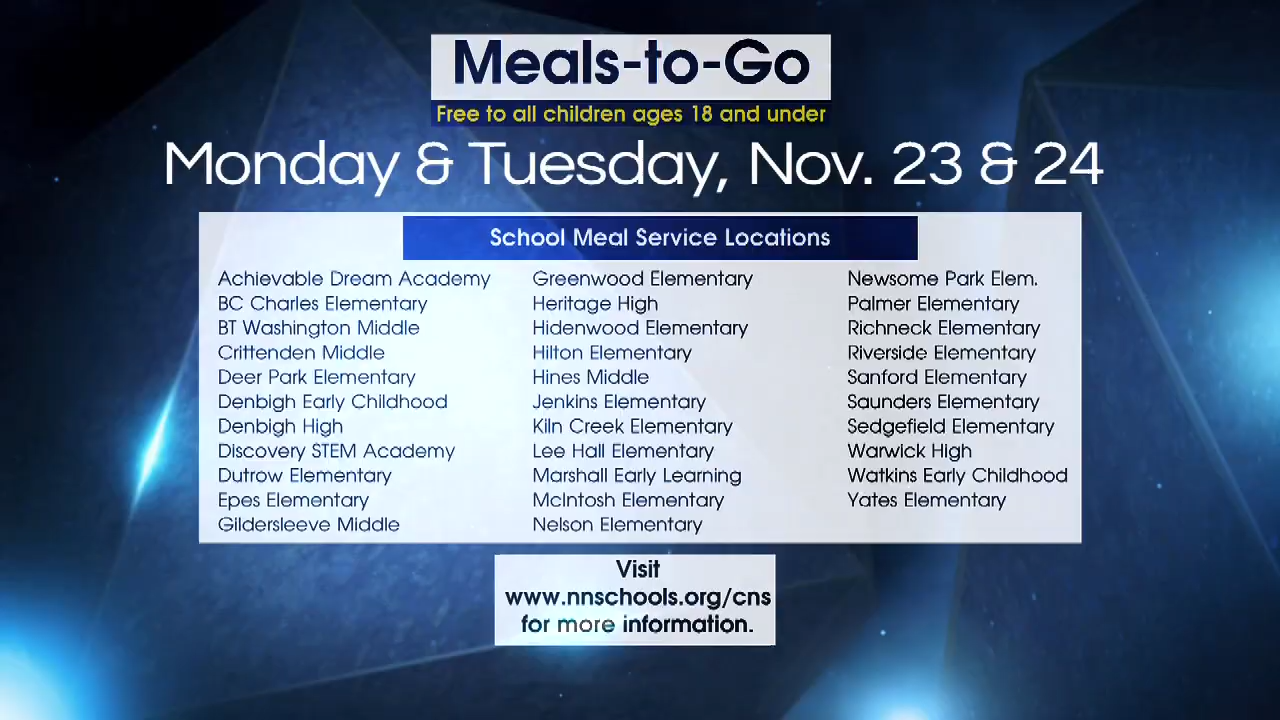 Meals-to-Go
Free to all children ages 18 and under
Monday & Tuesday, Nov. 23 & 24
School Meal Service Locations
Achievable Dream Academy
BC Charles Elementary
BT Washington Middle
Crittenden Middle
Deer Park Elementary
Denbigh Early Childhood
Denbigh High
Discovery STEM Academy
Dutrow Elementary
Epes Elementary
Gildersleeve Middle
Greenwood Elementary
Heritage High
Hidenwood Elementary
Hilton Elementary
Hines Middle
Jenkins Elementary
Kiln Creek Elementary
Lee Hall Elementary
Marshall Early Learning
McIntosh Elementary
Nelson Elementary
Newsome Park Elem.
Palmer Elementary
Richneck Elementary
Riverside Elementary
Sanford Elementary
Saunders Elementary
Sedgefield Elementary
Warwick High
Watkins Early Childhood
Yates Elementary
Visit
www.nnschools.org/cns
for more information.